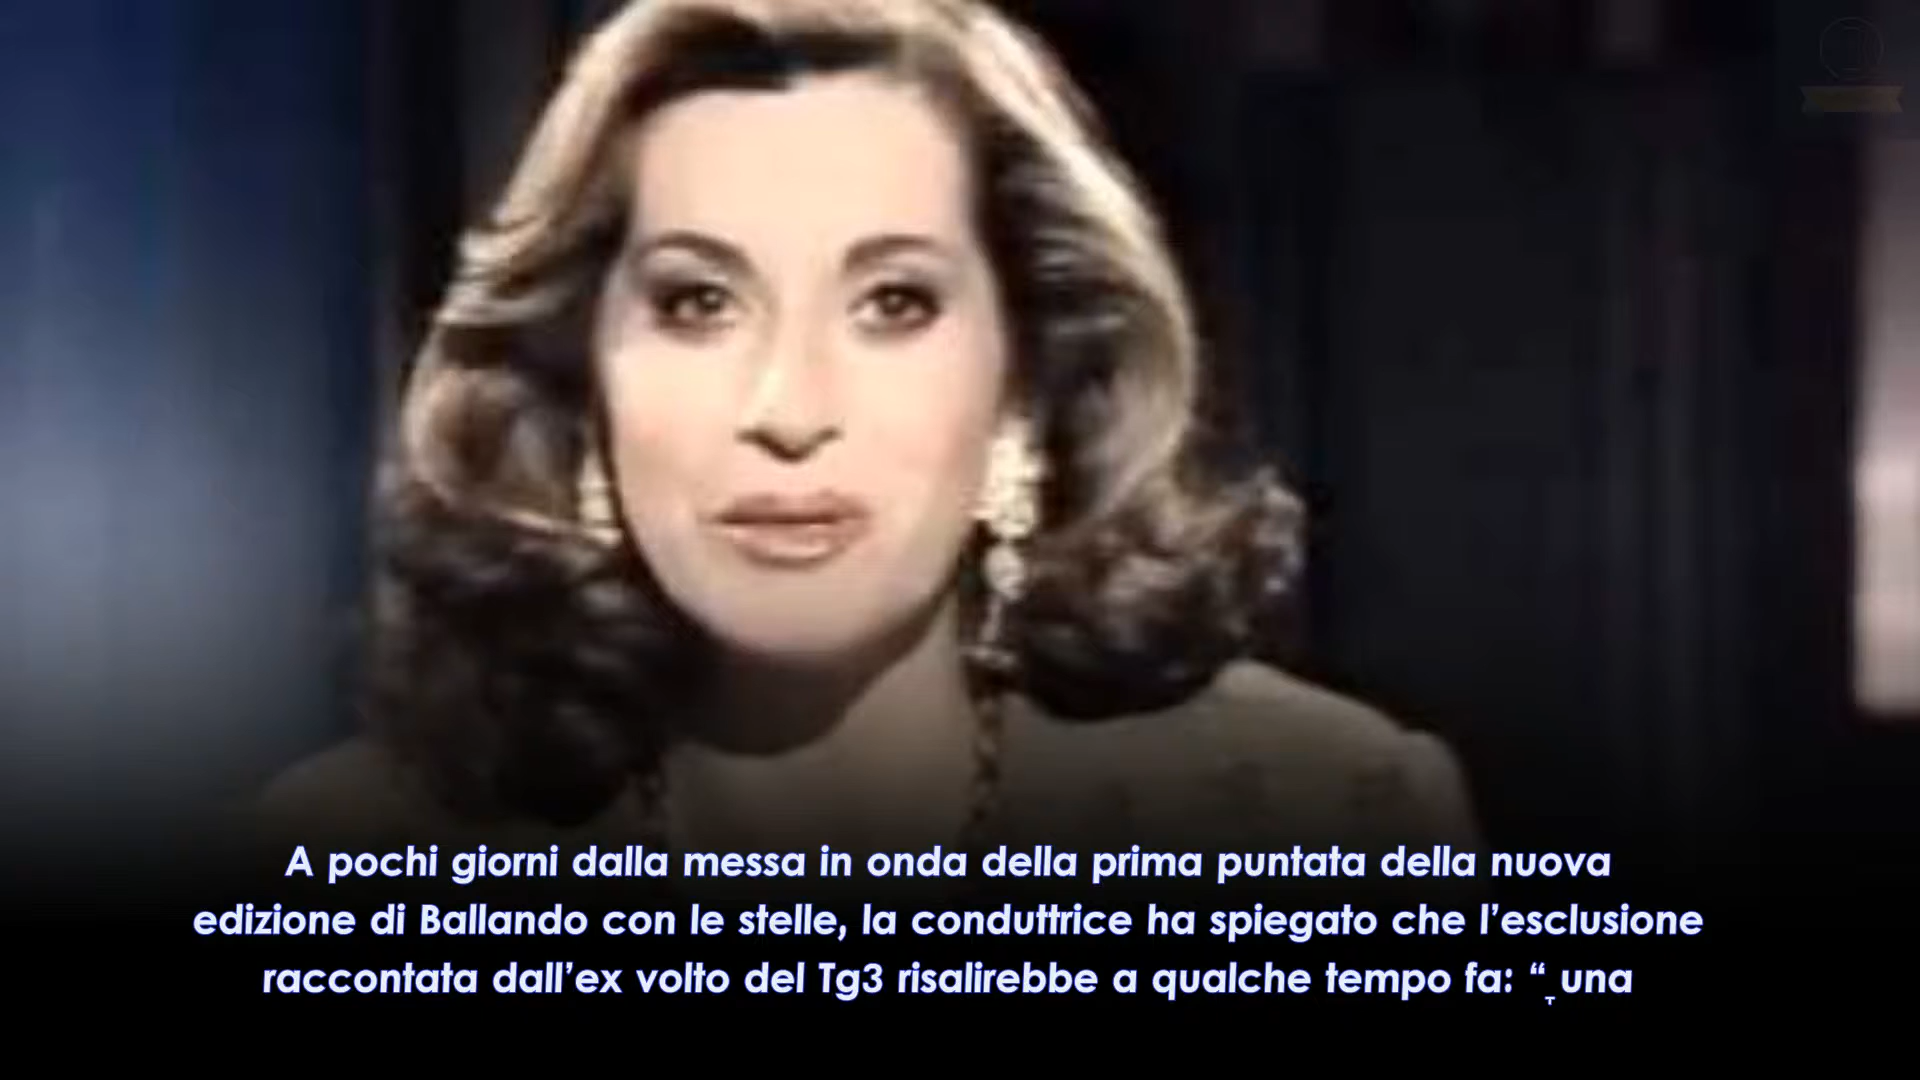 A pochi giorni dalla messa in onda della prima puntata della nuova
edizione di Ballando con le stelle, la conduttrice ha spiegato che l’esclusione
raccontata dall’ex volto del Tg3 risalirebbe a qualche tempo fa: “ una